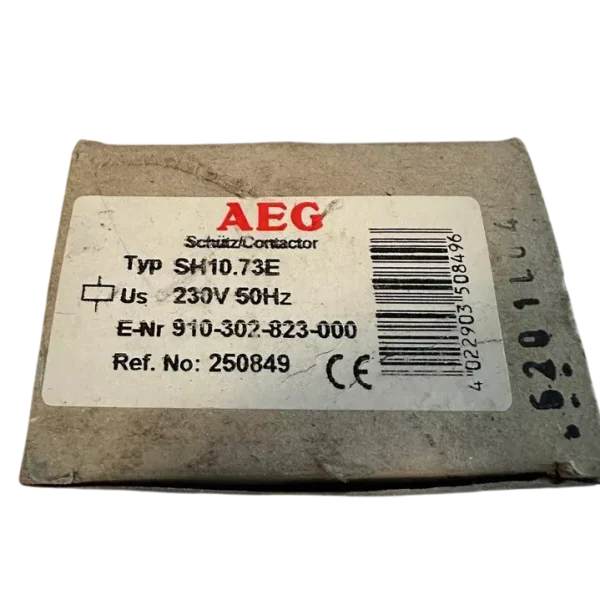 AEG
Schütz/Contactor
Typ SH10.73E
Us 230V 50Hz
E-Nr 910-302-823-000
Ref. No: 250849
CE
4 022903 508496